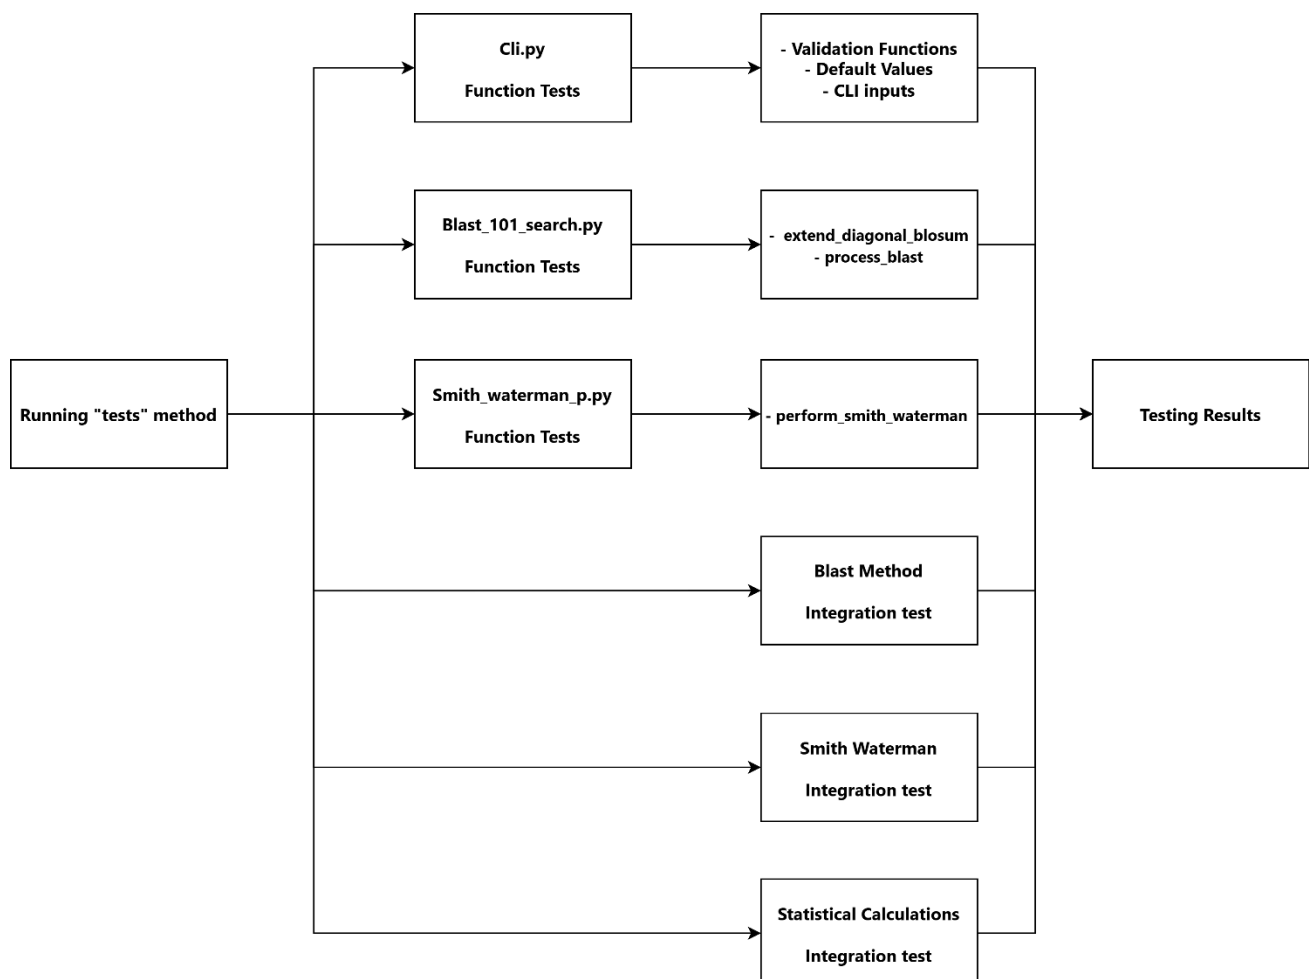 Cli.py
Function Tests
- Validation Functions
- Default Values
- CLI inputs
Blast_101_search.py
Function Tests
- extend_diagonal_blosum
- process_blast
Running "tests" method
Smith_waterman_p.py
Function Tests
- perform_smith_waterman
Testing Results
Blast Method
Integration test
Smith Waterman
Integration test
Statistical Calculations
Integration test